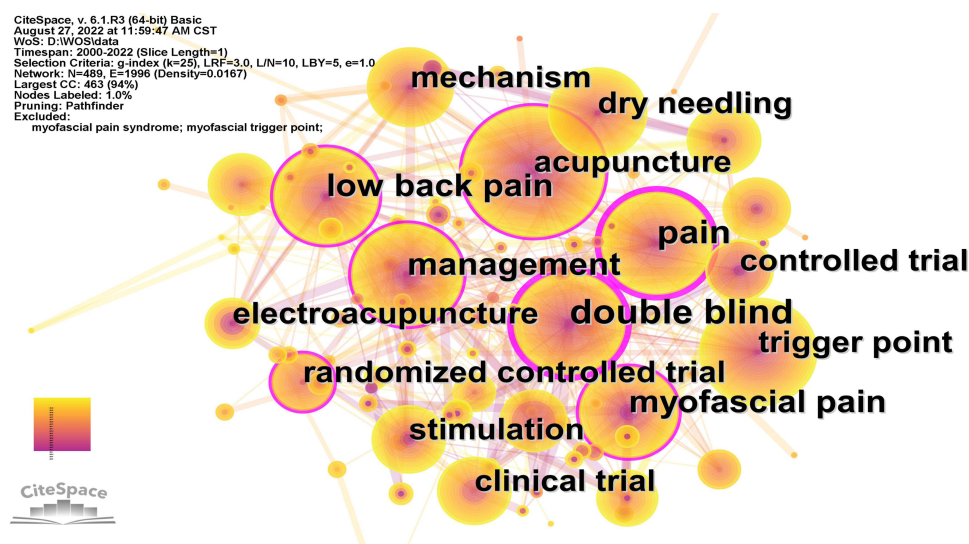 CiteSpace, v. 6.1.R3 (64-bit) Basic
August 27, 2022 at 11:59:47 AM CST
WoS: D:\WOS\data
Timespan: 2000-2022 (Slice Length=1)
Selection Criteria: g-index (k=25), LRF=3.0, L/N=10, LBY=5, e=1.0
Network: N=489, E=1996 (Density=0.0167)
Largest CC: 463 (94%)
Nodes Labeled: 1.0%
Pruning: Pathfinder
Excluded:
myofascial pain syndrome; myofascial trigger point;
mechanism
dry needling
acupuncture
low back pain
pain
controlled trial
management
electroacupuncture
double blind
trigger point
randomized controlled trial
myofascial pain
stimulation
clinical trial
CiteSpace